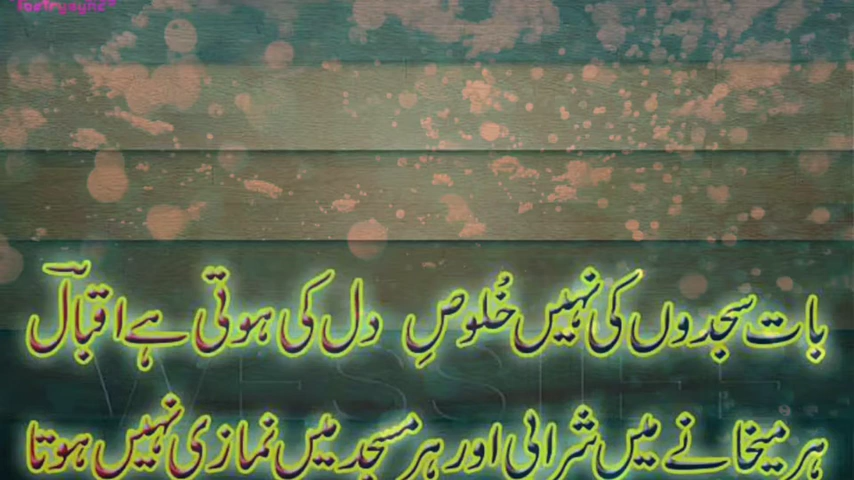 بات سجدوں کی نہیں خُلوصِ دل کی ہوتی ہے اقبالؔ
ہر میخانے میں شرابی اور ہر مسجد میں نمازی نہیں ہوتا